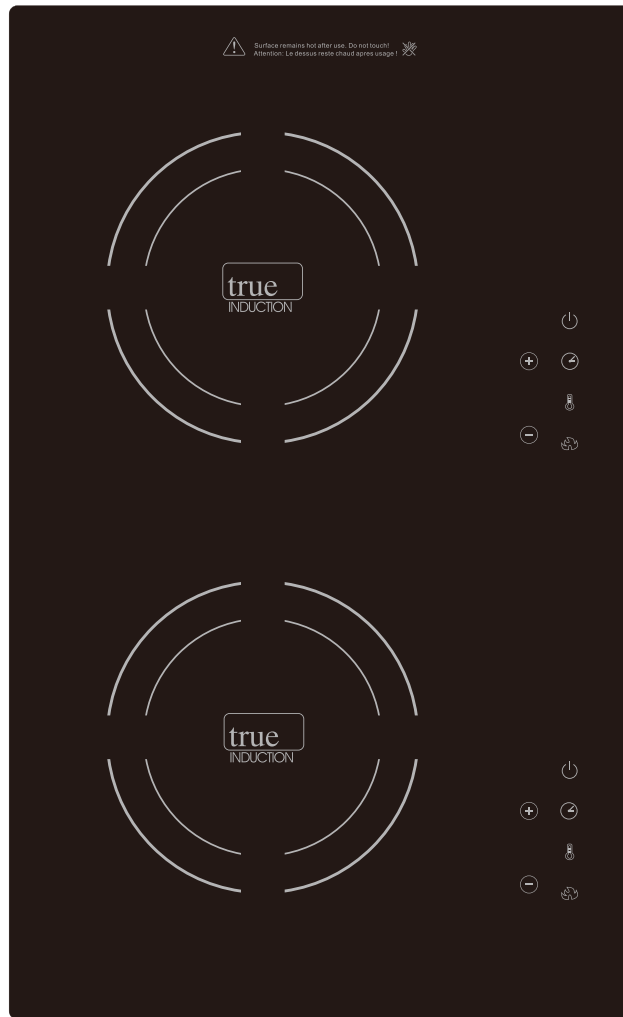 Surface remains hot after use. Do not touch!
Attention: Le dessus reste chaud apres usage !
true
INDUCTION
true
INDUCTION